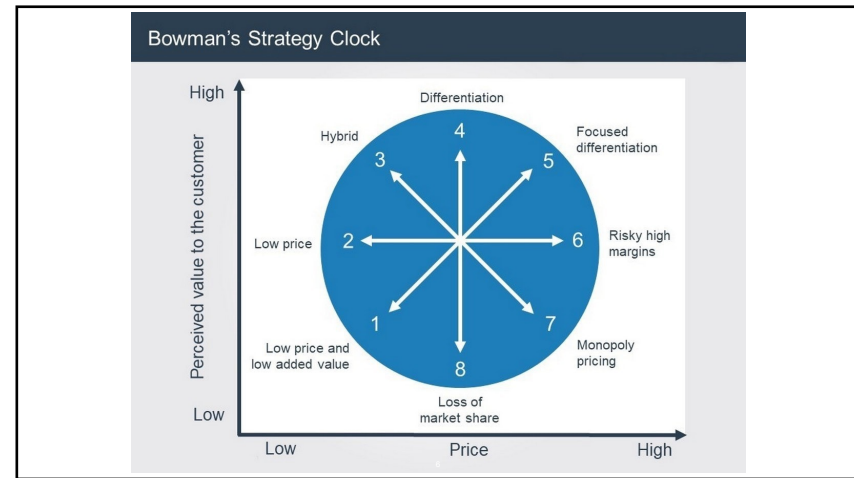 Bowman's Strategy Clock
High
Perceived value to the customer
Low
Low
Price
High
Differentiation
4
Hybrid
3
Focused
differentiation
5
Low price
2
6
Risky high
margins
1
Low price and
low added value
7
Monopoly
pricing
8
Loss of
market share